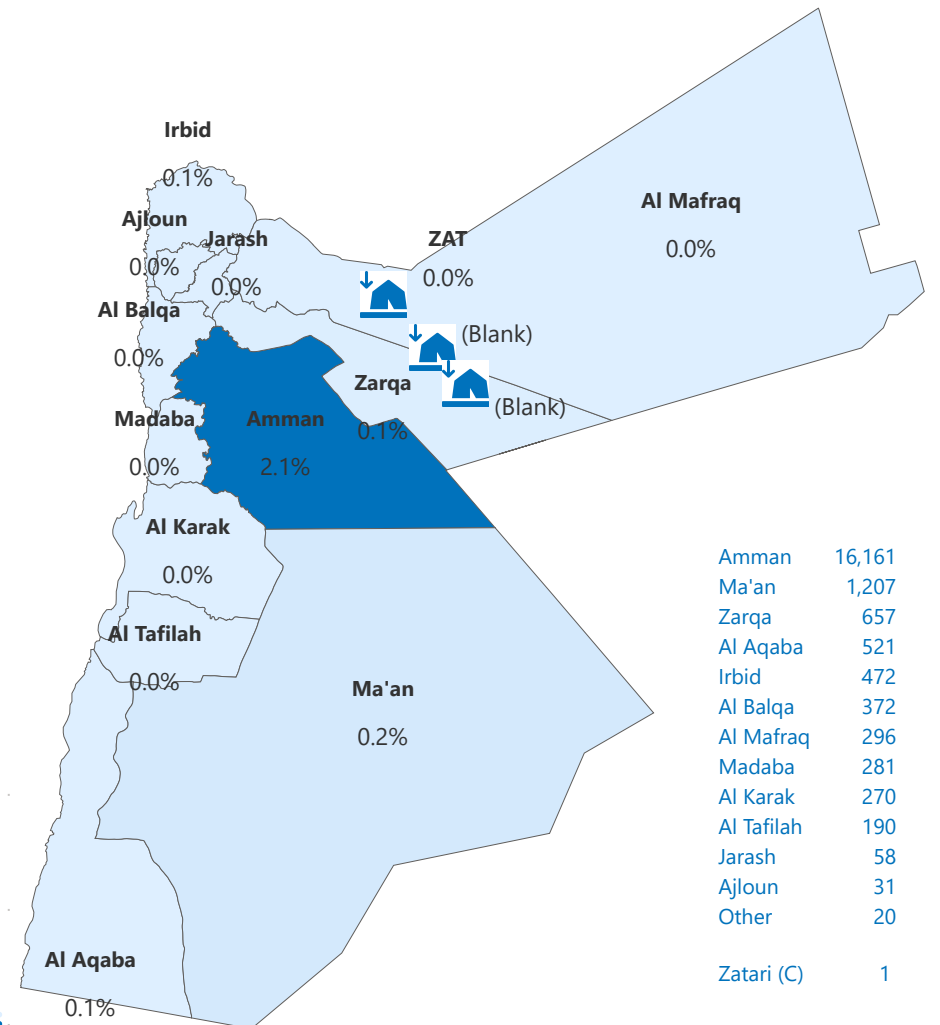 Irbid
0.1%
Al Mafraq
0.0%
Ajloun
0.0%
Jarash
0.0%
ZAT
0.0%
Al Balqa
0.0%
(Blank)
(Blank)
Zarqa
0.1%
Madaba
0.0%
Amman
2.1%
Al Karak
0.0%
Al Tafilah
0.0%
Ma'an
0.2%
Al Aqaba
0.1%
Amman 16,161
Ma'an 1,207
Zarqa 657
Al Aqaba 521
Irbid 472
Al Balqa 372
Al Mafraq 296
Madaba 281
Al Karak 270
Al Tafilah 190
Jarash 58
Ajloun 31
Other 20
Zatari (C) 1